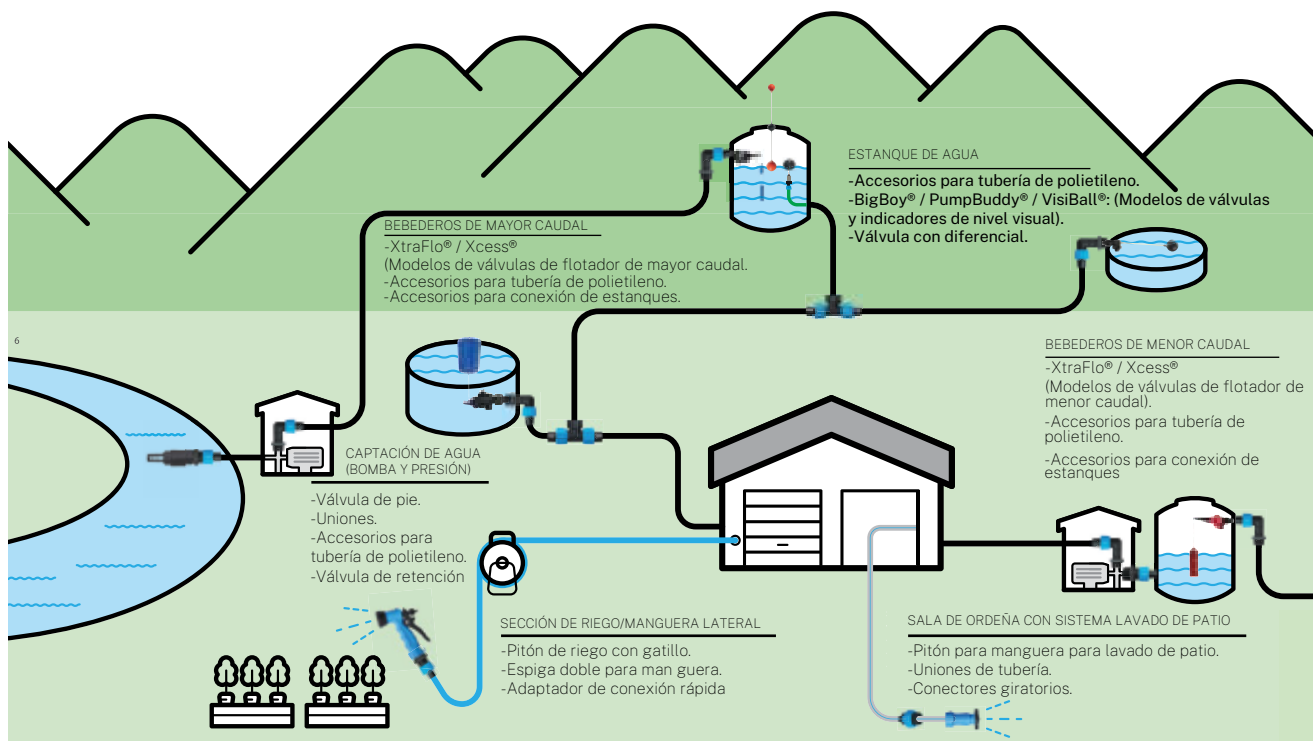 ESTANQUE DE AGUA
-Accesorios para tubería de polietileno.
-BigBoy® / PumpBuddy® / VisiBall®: (Modelos de válvulas
y indicadores de nivel visual).
-Válvula con diferencial.
BEBEDEROS DE MAYOR CAUDAL
-XtraFlo® / Xcess®
(Modelos de válvulas de flotador de mayor caudal.
-Accesorios para tubería de polietileno.
-Accesorios para conexión de estanques.
6
BEBEDEROS DE MENOR CAUDAL
-XtraFlo® / Xcess®
(Modelos de válvulas de flotador de
menor caudal).
-Accesorios para tubería de
polietileno.
-Accesorios para conexión de
estanques
CAPTACIÓN DE AGUA
(BOMBA Y PRESIÓN)
-Válvula de pie.
-Uniones.
-Accesorios para
tubería de polietileno.
-Válvula de retención
SECCIÓN DE RIEGO/MANGUERA LATERAL
-Pitón de riego con gatillo.
-Espiga doble para man guera.
-Adaptador de conexión rápida
SALA DE ORDEÑA CON SISTEMA LAVADO DE PATIO
-Pitón para manguera para lavado de patio.
-Uniones de tubería.
-Conectores giratorios.